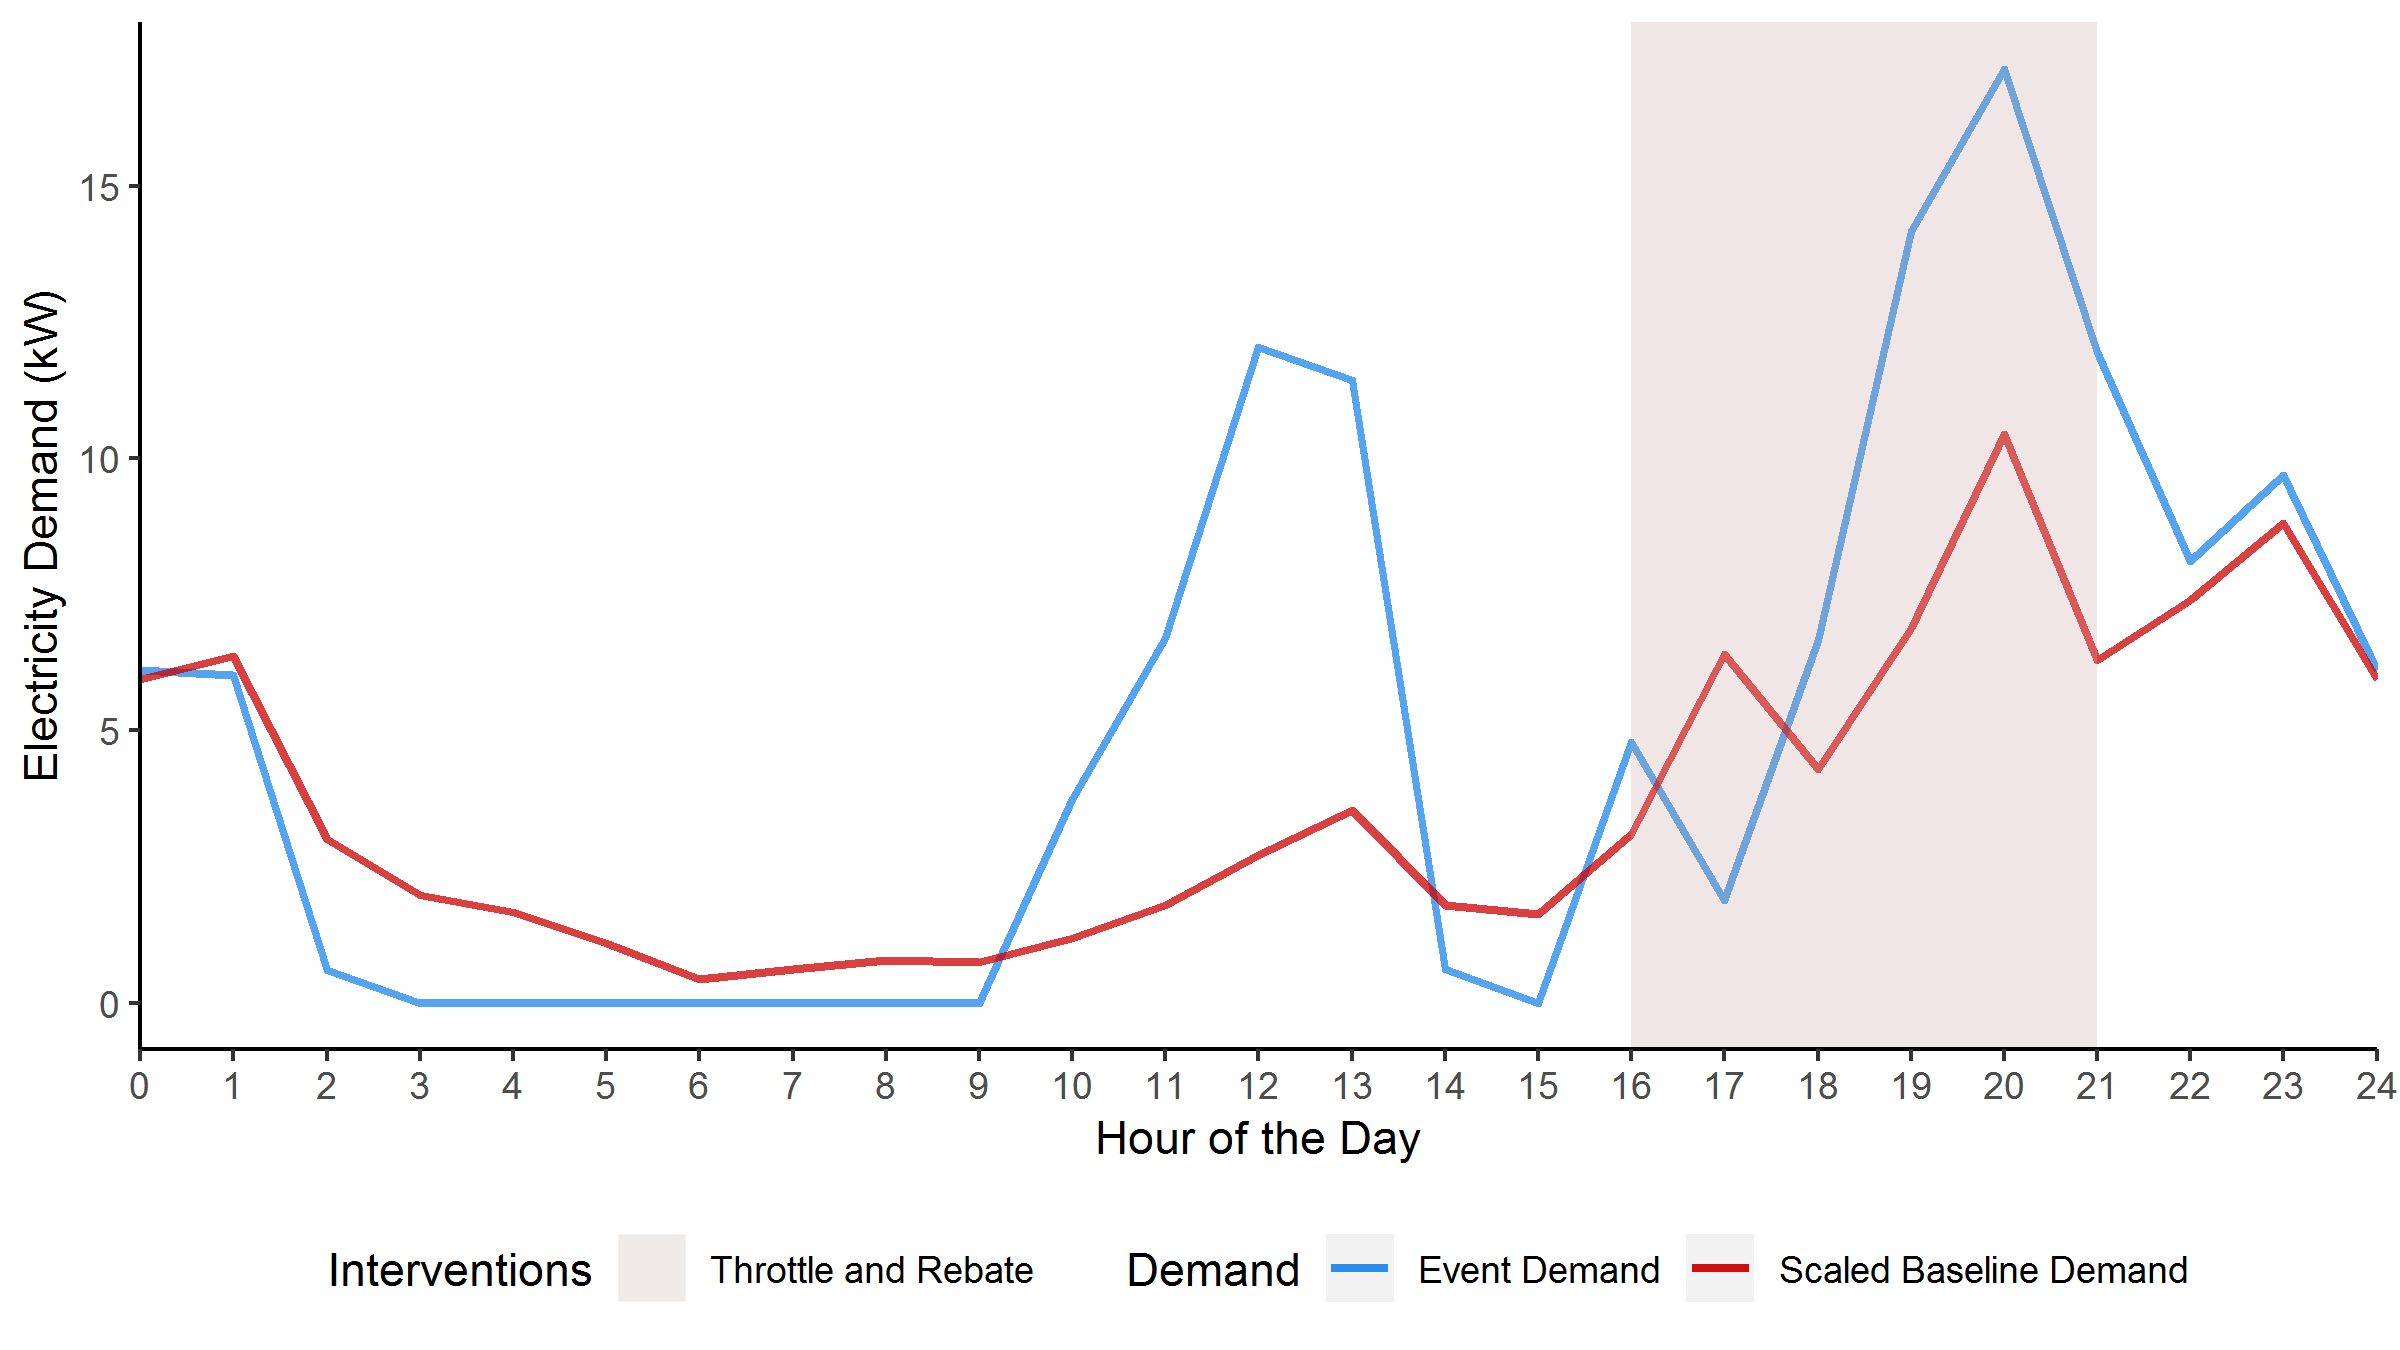 Electricity Demand (kW)
15
10
5
0
0 1 2 3 4 5 6 7 8 9 10 11 12 13 14 15 16 17 18 19 20 21 22 23 24
Hour of the Day
Interventions Throttle and Rebate Demand Event Demand Scaled Baseline Demand